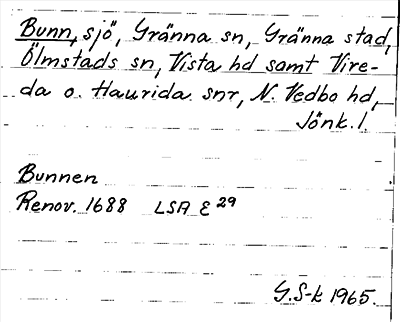 Bunn, sjö, Gränna sn, Gränna stad,
Ölmstads sn, Vista hd samt Vire-
da o. Haurida snr, N. Vedbo hd,
Jönk. l.
Bunnen
Renov. 1688 LSA E 29
G.S-k 1965.